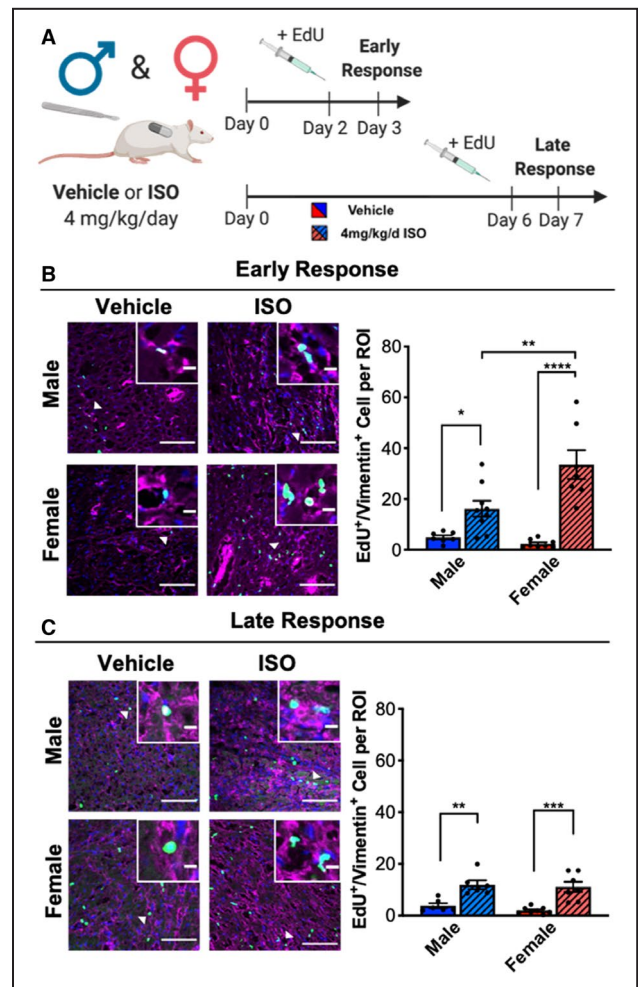 A
&
Vehicle or ISO
4 mg/kg/day
+ EdU
Early
Response
Day 0
Day 2
Day 3
+ EdU
Late
Response
Day 0
Day 6
Day 7
Vehicle
4mg/kg/d ISO
B
Early Response
Vehicle
ISO
Male
Female
EdU+/Vimentin+ Cell per ROI
80
60
40
20
0
*
**
****
Male
Female
C
Late Response
Vehicle
ISO
Male
Female
EdU+/Vimentin+ Cell per ROI
80
60
40
20
0
**
***
Male
Female